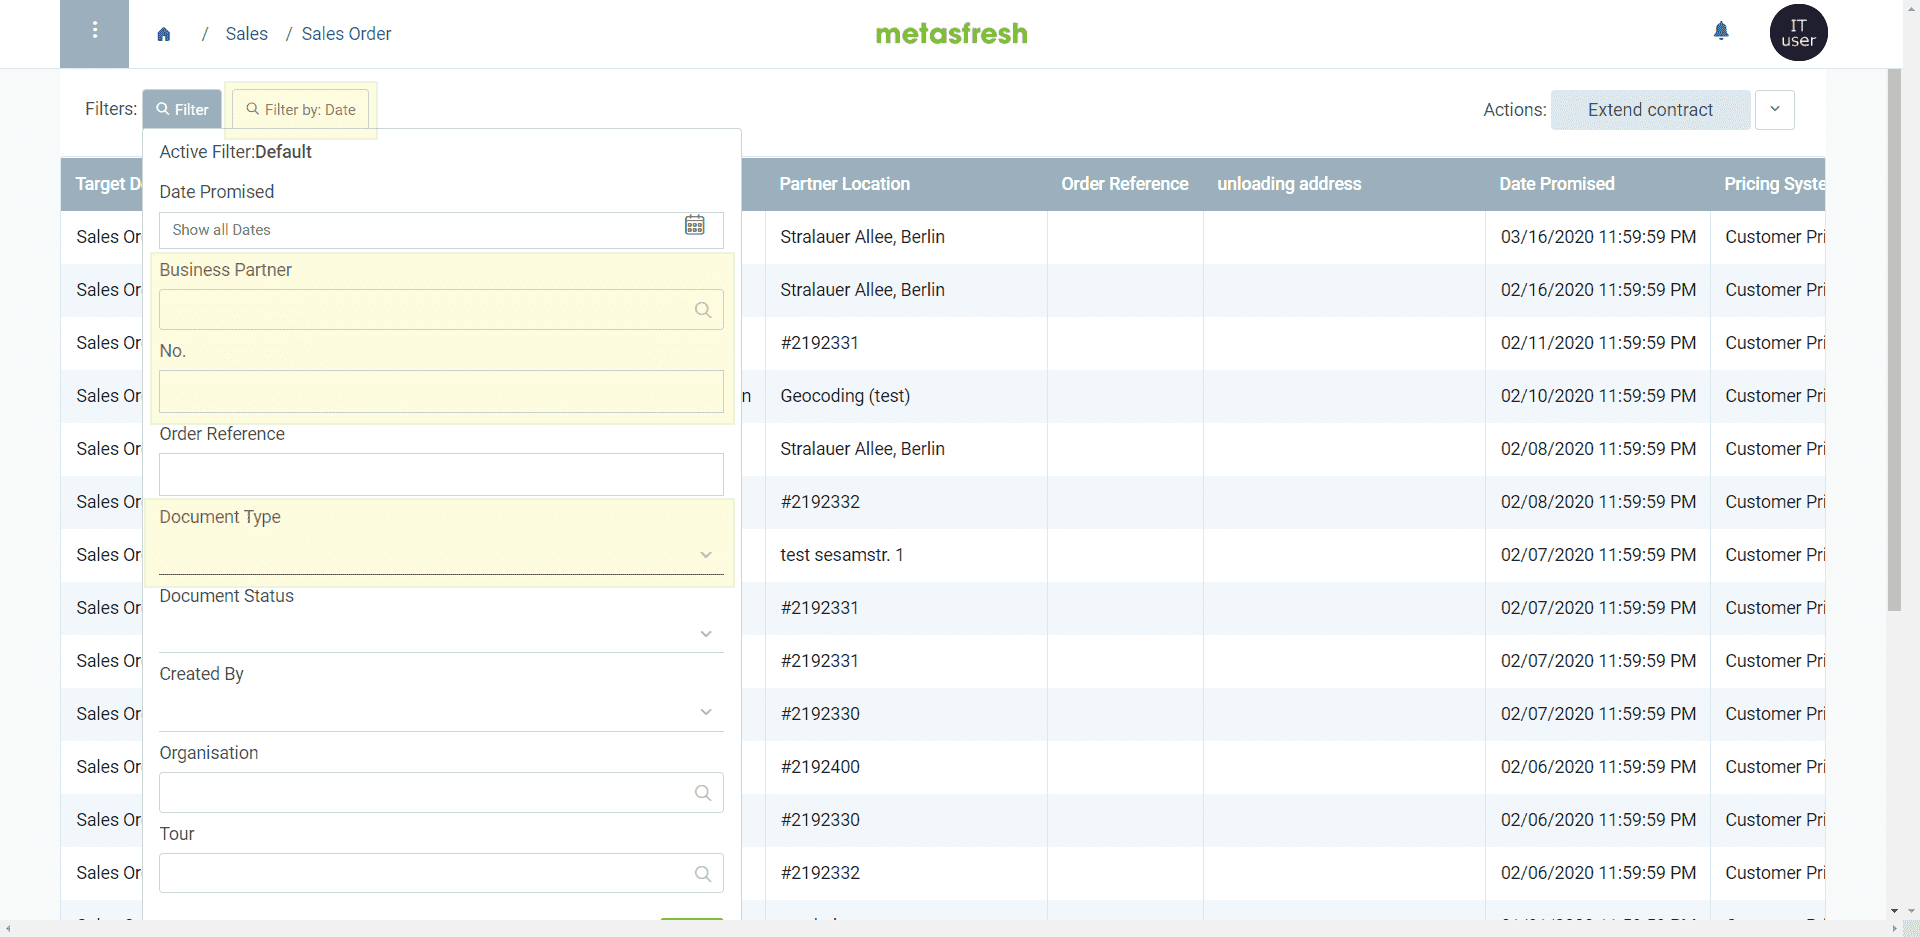 / Sales / Sales Order
metasfresh
IT
user
Filters: Filter Filter by: Date
Actions: Extend contract
Active Filter:Default
Date Promised
Show all Dates
Business Partner
No.
Order Reference
Document Type
Document Status
Created By
Organisation
Tour
Target D Partner Location Order Reference unloading address Date Promised Pricing Syste
Sales Or Stralauer Allee, Berlin 03/16/2020 11:59:59 PM Customer Pri
Sales Or Stralauer Allee, Berlin 02/16/2020 11:59:59 PM Customer Pri
Sales Or #2192331 02/11/2020 11:59:59 PM Customer Pri
Sales Or n Geocoding (test) 02/10/2020 11:59:59 PM Customer Pri
Sales Or Stralauer Allee, Berlin 02/08/2020 11:59:59 PM Customer Pri
Sales Or #2192332 02/08/2020 11:59:59 PM Customer Pri
Sales Or test sesamstr. 1 02/07/2020 11:59:59 PM Customer Pri
Sales Or #2192331 02/07/2020 11:59:59 PM Customer Pri
Sales Or #2192331 02/07/2020 11:59:59 PM Customer Pri
Sales Or #2192330 02/07/2020 11:59:59 PM Customer Pri
Sales Or #2192400 02/06/2020 11:59:59 PM Customer Pri
Sales Or #2192330 02/06/2020 11:59:59 PM Customer Pri
Sales Or #2192332 02/06/2020 11:59:59 PM Customer Pri